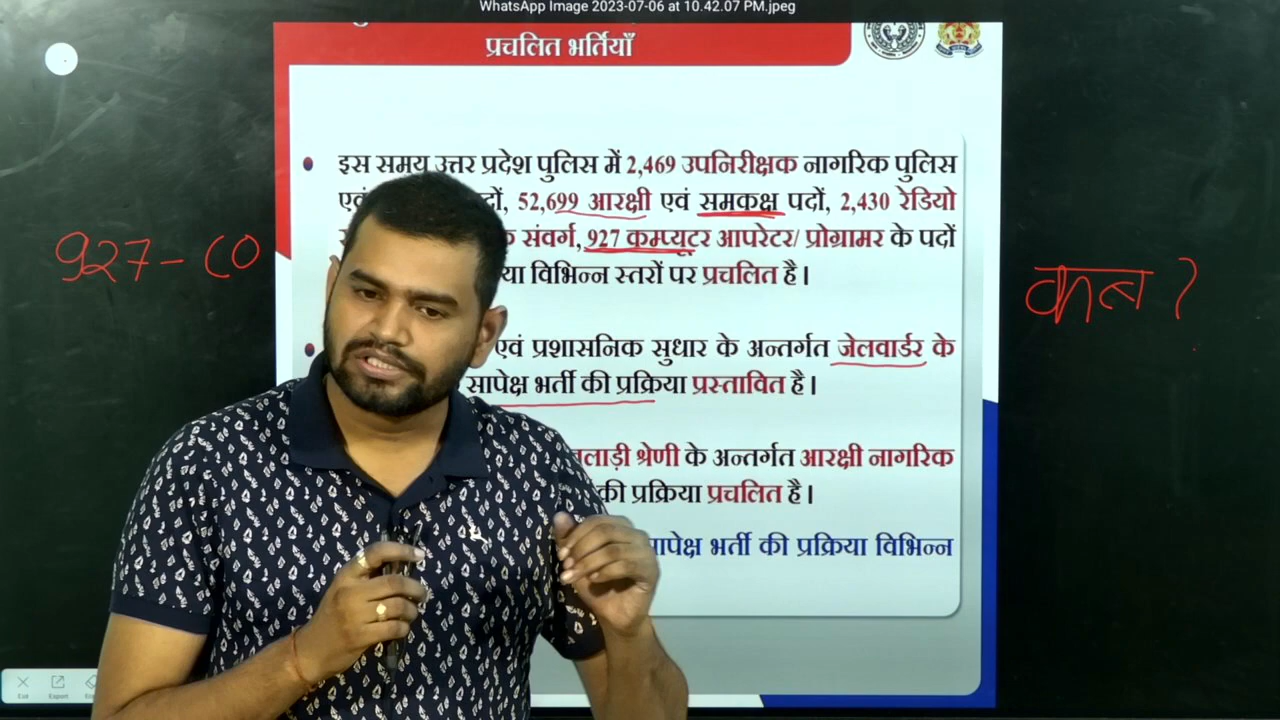 WhatsApp Image 2023-07-06 at 10.42.07 PM.jpeg
प्रचलित भर्तियाँ
इस समय उत्तर प्रदेश पुलिस में 2,469 उपनिरीक्षक नागरिक पुलिस
एवं 52,699 आरक्षी एवं समकक्ष पदों, 2,430 रेडियो
संवर्ग, 927 कम्प्यूटर आपरेटर/ प्रोग्रामर के पदों
विभिन्न स्तरों पर प्रचलित है।
927-CO
कब ?
एवं प्रशासनिक सुधार के अन्तर्गत जेलवार्डर के
सापेक्ष भर्ती की प्रक्रिया प्रस्तावित है।
श्रेणी के अन्तर्गत आरक्षी नागरिक
की प्रक्रिया प्रचलित है।
भर्ती की प्रक्रिया विभिन्न
Exit
Export